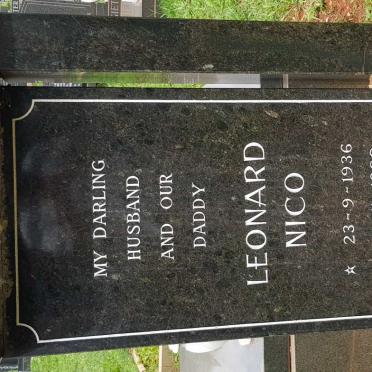 MY DARLING
HUSBAND
AND OUR
DADDY
LEONARD
NICO
☆ 23~9~1936